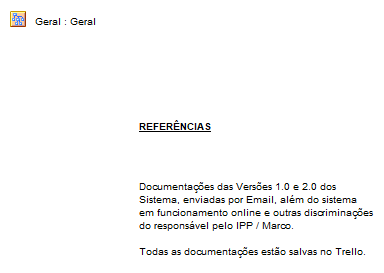 Geral : Geral
REFERÊNCIAS
Documentações das Versões 1.0 e 2.0 dos
Sistema, enviadas por Email, além do sistema
em funcionamento online e outras discriminações
do responsável pelo IPP / Marco.
Todas as documentações estão salvas no Trello.